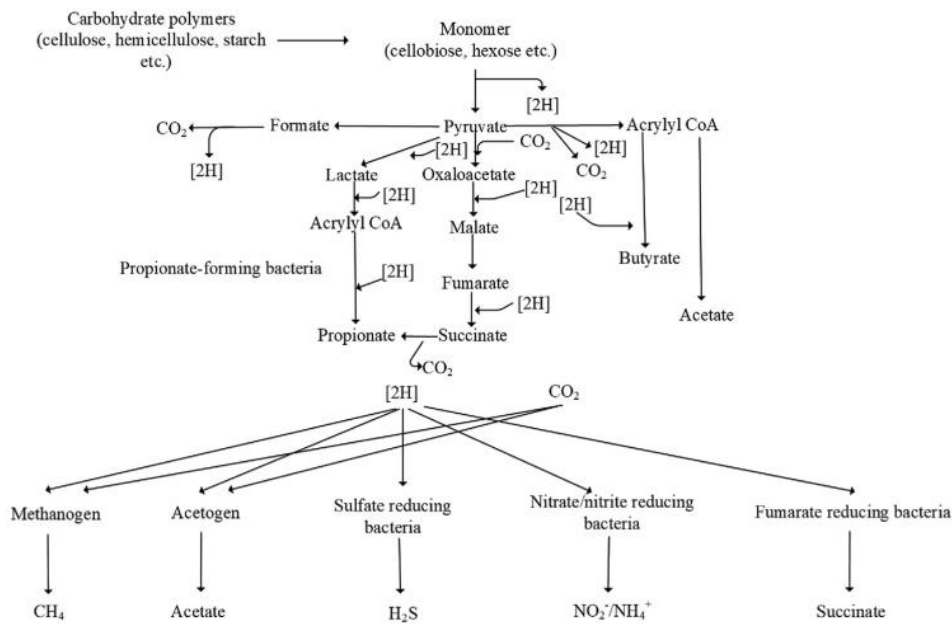 Carbohydrate polymers
(cellulose, hemicellulose, starch
etc.)
Monomer
(cellobiose, hexose etc.)
[2H]
CO₂
Formate
Pyruvate
Acrylyl CoA
[2H]
[2H]
CO₂
[2H]
CO₂
Lactate
Oxaloacetate
[2H]
[2H]
[2H]
Acrylyl CoA
Malate
Butyrate
Propionate-forming bacteria
[2H]
Fumarate
[2H]
Acetate
Propionate
Succinate
CO₂
[2H]
CO₂
Methanogen
Acetogen
Sulfate reducing
bacteria
Nitrate/nitrite reducing
bacteria
Fumarate reducing bacteria
CH₄
Acetate
H₂S
NO₂⁻/NH₄⁺
Succinate